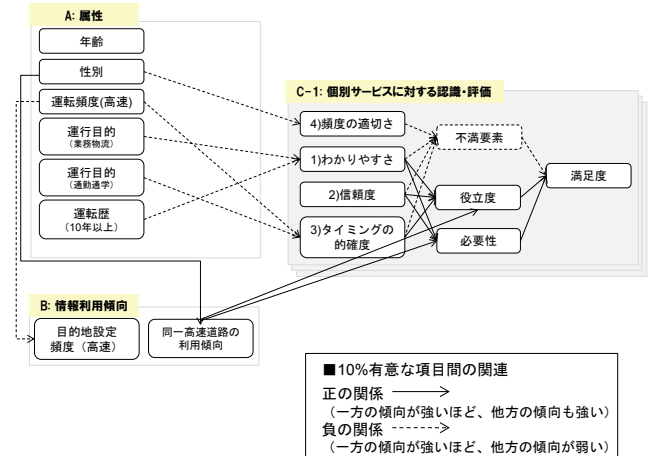 A: 属性
年齢
性別
運転頻度(高速)
運行目的
(業務物流)
運行目的
(通勤通学)
運転歴
(10年以上)
C-1: 個別サービスに対する認識・評価
4)頻度の適切さ
1)わかりやすさ
2)信頼度
3)タイミングの
的確度
不満要素
役立度
必要性
満足度
B: 情報利用傾向
目的地設定
頻度（高速）
同一高速道路の
利用傾向
■10%有意な項目間の関連
正の関係
（一方の傾向が強いほど、他方の傾向も強い）
負の関係
（一方の傾向が強いほど、他方の傾向が弱い）